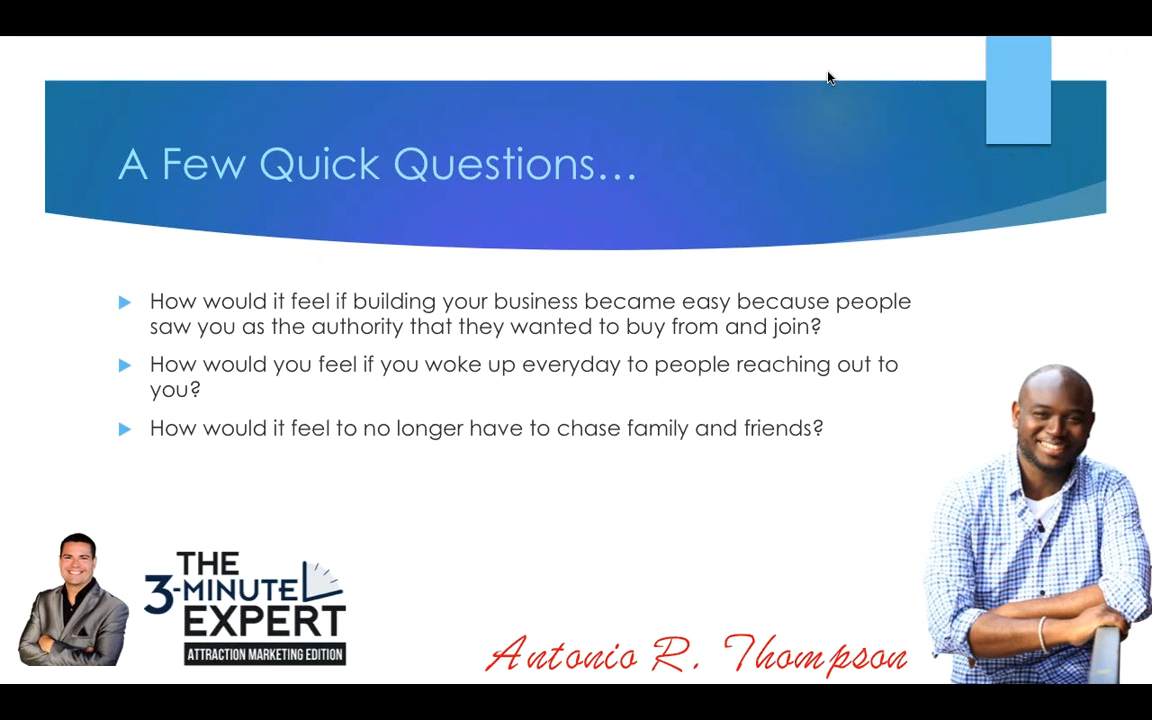 A Few Quick Questions...
How would it feel if building your business became easy because people
saw you as the authority that they wanted to buy from and join?
How would you feel if you woke up everyday to people reaching out to
you?
How would it feel to no longer have to chase family and friends?
THE
3-MINUTE
EXPERT
ATTRACTION MARKETING EDITION
Antonio R. Thompson